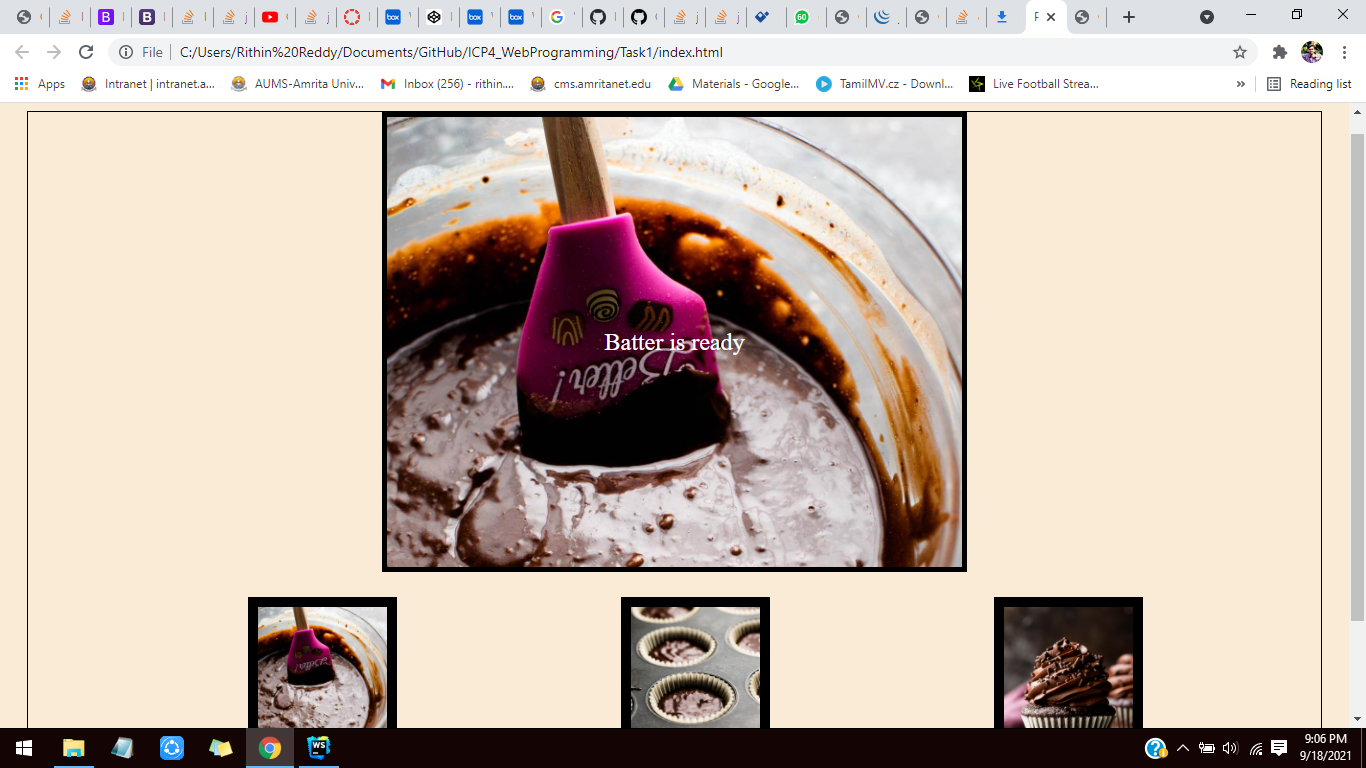 File
C:/Users/Rithin%20Reddy/Documents/GitHub/ICP4_WebProgramming/Task1/index.html
Apps
Intranet | intranet.a...
AUMS-Amrita Univ...
Inbox (256) - rithin....
cms.amritanet.edu
Materials - Google...
TamilMV.cz - Downl...
Live Football Strea...
»
Reading list
Batter is ready
Better!
9:06 PM
9/18/2021